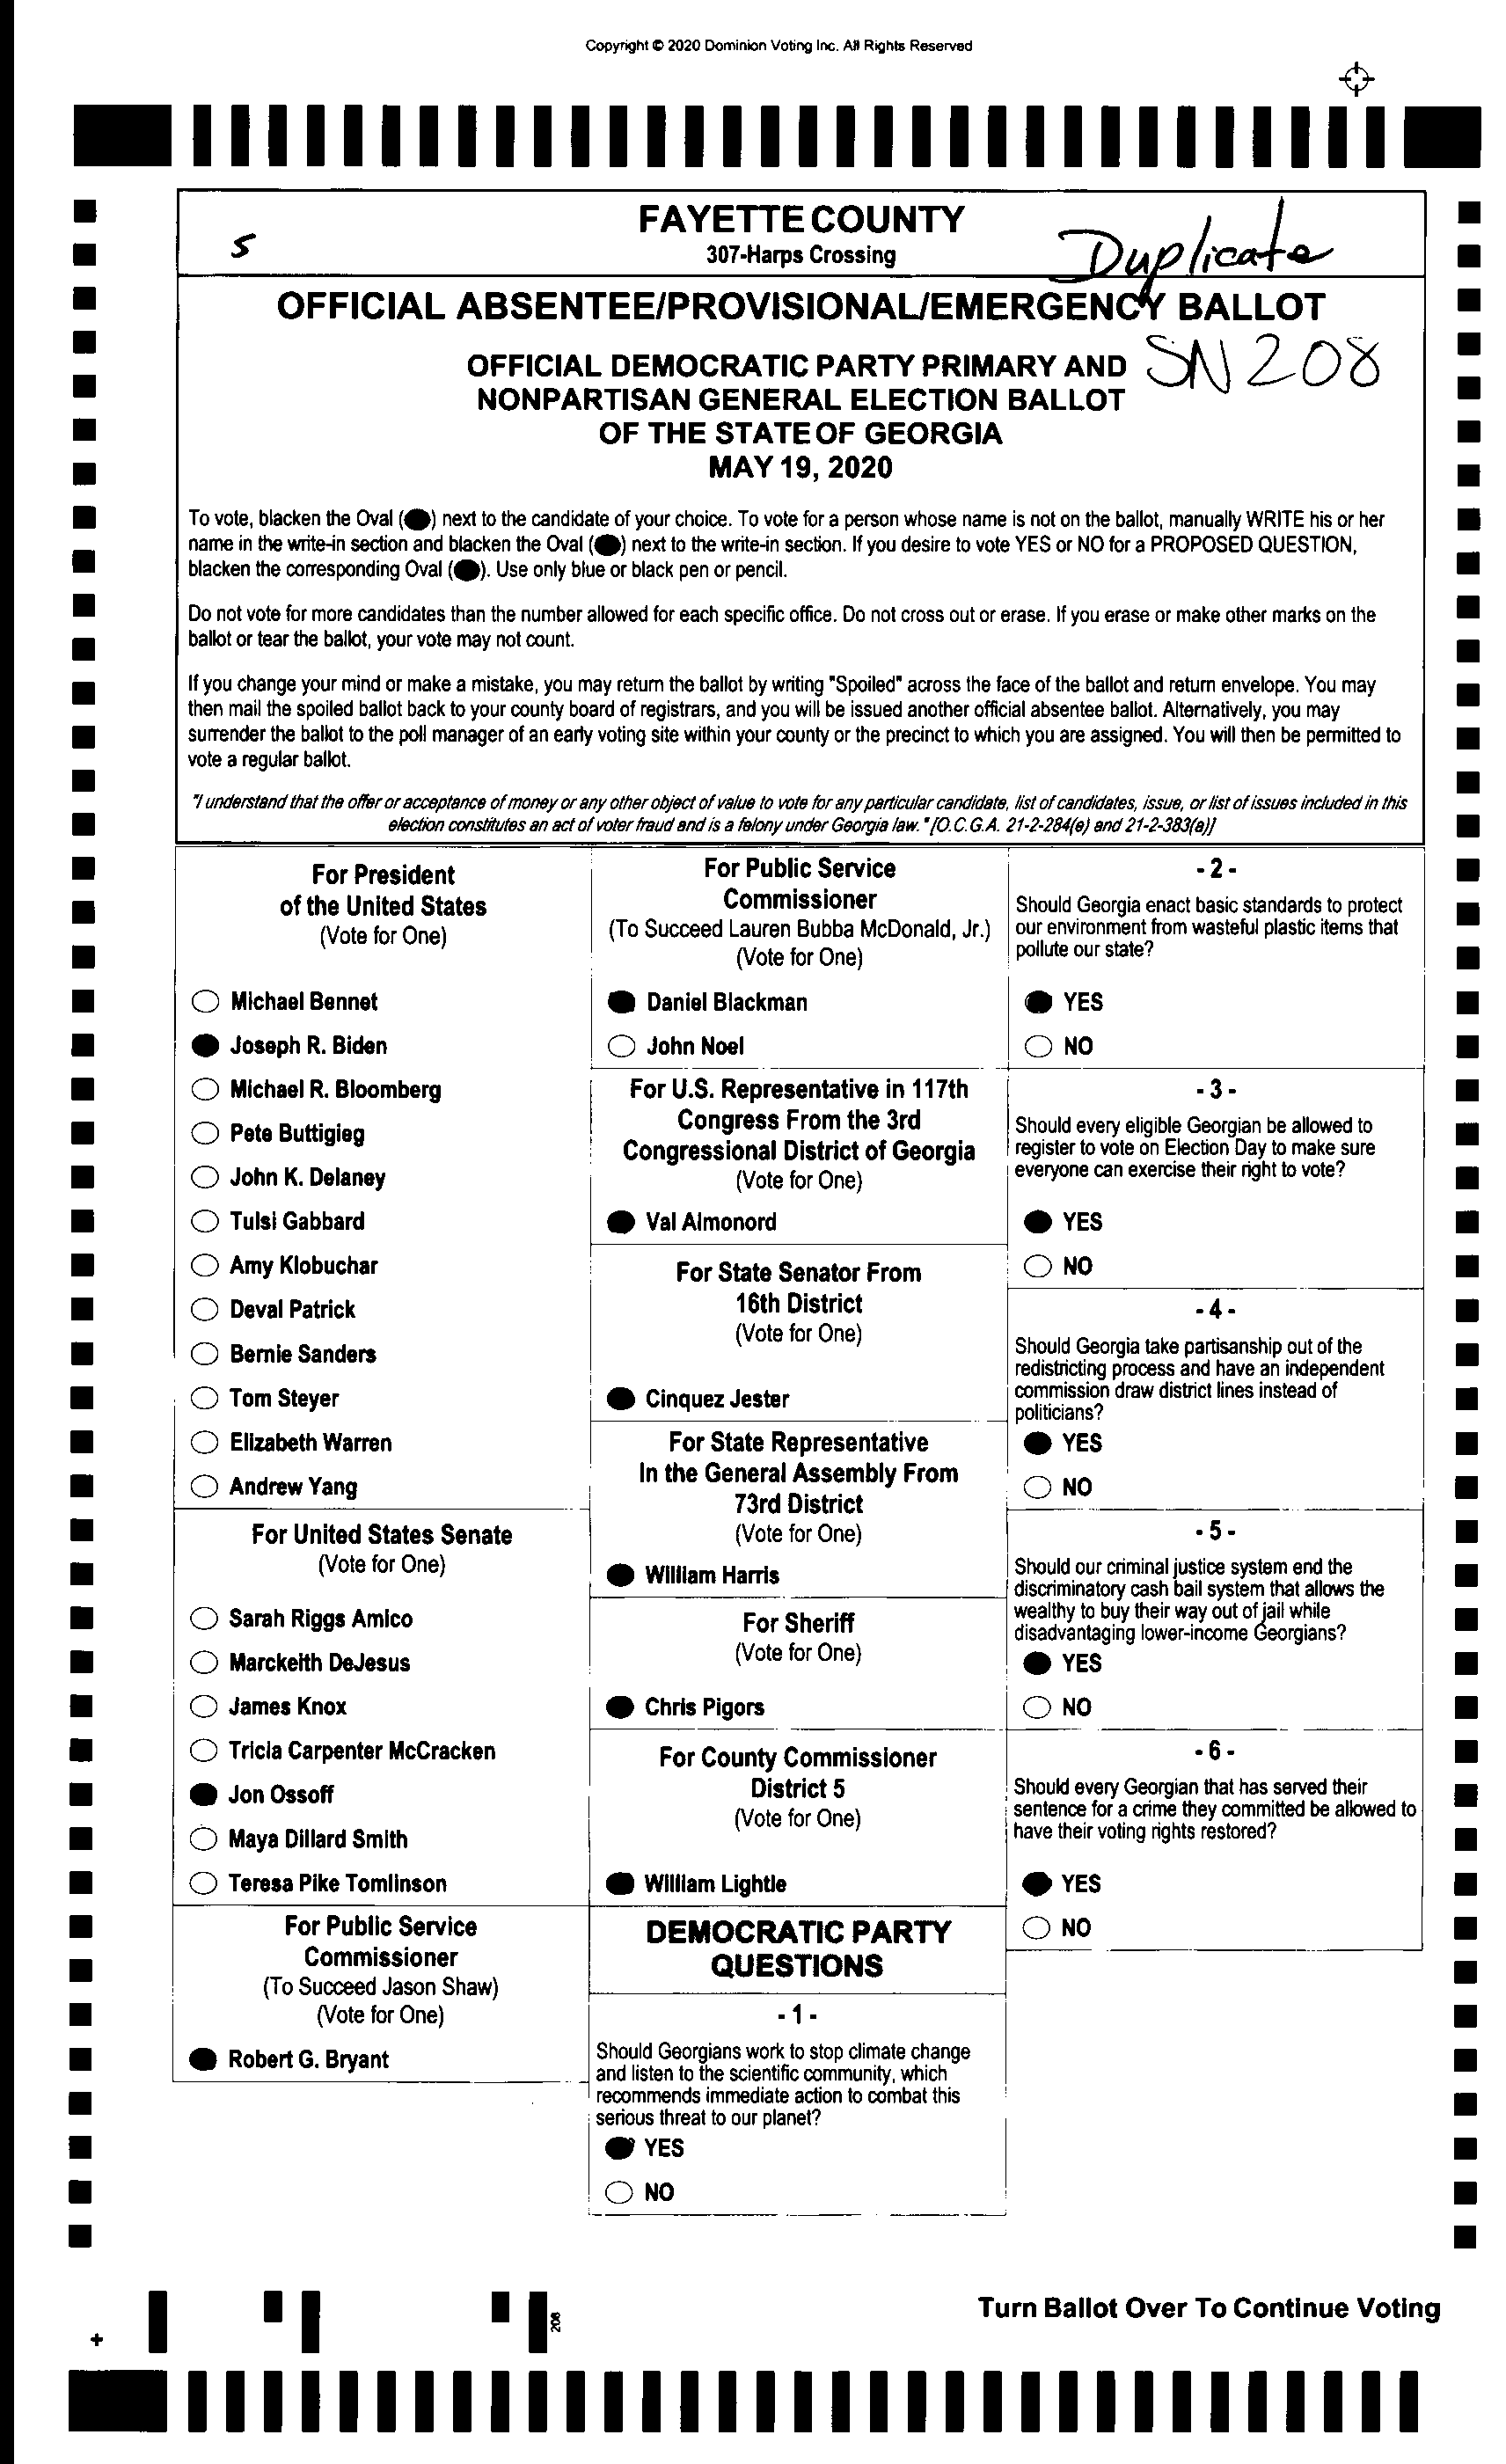 Copyright © 2020 Dominion Voting Inc. All Rights Reserved
FAYETTE COUNTY
5
307-Harps Crossing
Duplicate
OFFICIAL ABSENTEE/PROVISIONAL/EMERGENCY BALLOT
OFFICIAL DEMOCRATIC PARTY PRIMARY AND
SN 208
NONPARTISAN GENERAL ELECTION BALLOT
OF THE STATE OF GEORGIA
MAY 19, 2020
To vote, blacken the Oval ( ) next to the candidate of your choice. To vote for a person whose name is not on the ballot, manually WRITE his or her
name in the write-in section and blacken the Oval ( ) next to the write-in section. If you desire to vote YES or NO for a PROPOSED QUESTION,
blacken the corresponding Oval ( ). Use only blue or black pen or pencil.
Do not vote for more candidates than the number allowed for each specific office. Do not cross out or erase. If you erase or make other marks on the
ballot or tear the ballot, your vote may not count.
If you change your mind or make a mistake, you may return the ballot by writing "Spoiled" across the face of the ballot and return envelope. You may
then mail the spoiled ballot back to your county board of registrars, and you will be issued another official absentee ballot. Alternatively, you may
surrender the ballot to the poll manager of an early voting site within your county or the precinct to which you are assigned. You will then be permitted to
vote a regular ballot.
"I understand that the offer or acceptance of money or any other object of value to vote for any particular candidate, list of candidates, issue, or list of issues included in this
election constitutes an act of voter fraud and is a felony under Georgia law." [O.C.G.A. 21-2-284(e) and 21-2-383(a)]
For President
of the United States
(Vote for One)
Michael Bennet
Joseph R. Biden
Michael R. Bloomberg
Pete Buttigieg
John K. Delaney
Tulsi Gabbard
Amy Klobuchar
Deval Patrick
Bernie Sanders
Tom Steyer
Elizabeth Warren
Andrew Yang
For United States Senate
(Vote for One)
Sarah Riggs Amico
Marckeith DeJesus
James Knox
Tricia Carpenter McCracken
Jon Ossoff
Maya Dillard Smith
Teresa Pike Tomlinson
For Public Service
Commissioner
(To Succeed Jason Shaw)
(Vote for One)
Robert G. Bryant
For Public Service
Commissioner
(To Succeed Lauren Bubba McDonald, Jr.)
(Vote for One)
Daniel Blackman
John Noel
For U.S. Representative in 117th
Congress From the 3rd
Congressional District of Georgia
(Vote for One)
Val Almonord
For State Senator From
16th District
(Vote for One)
Cinquez Jester
For State Representative
In the General Assembly From
73rd District
(Vote for One)
William Harris
For Sheriff
(Vote for One)
Chris Pigors
For County Commissioner
District 5
(Vote for One)
William Lightle
DEMOCRATIC PARTY
QUESTIONS
- 1 -
Should Georgians work to stop climate change
and listen to the scientific community, which
recommends immediate action to combat this
serious threat to our planet?
YES
NO
- 2 -
Should Georgia enact basic standards to protect
our environment from wasteful plastic items that
pollute our state?
YES
NO
- 3 -
Should every eligible Georgian be allowed to
register to vote on Election Day to make sure
everyone can exercise their right to vote?
YES
NO
- 4 -
Should Georgia take partisanship out of the
redistricting process and have an independent
commission draw district lines instead of
politicians?
YES
NO
- 5 -
Should our criminal justice system end the
discriminatory cash bail system that allows the
wealthy to buy their way out of jail while
disadvantaging lower-income Georgians?
YES
NO
- 6 -
Should every Georgian that has served their
sentence for a crime they committed be allowed to
have their voting rights restored?
YES
NO
Turn Ballot Over To Continue Voting
208